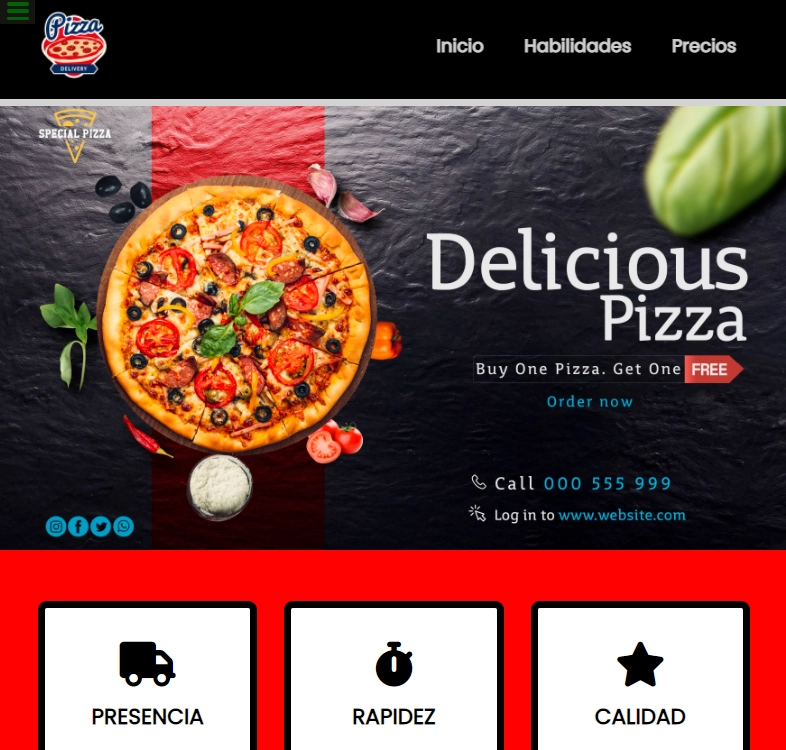 Pizza
DELIVERY
Inicio
Habilidades
Precios
SPECIAL PIZZA
Delicious
Pizza
Buy One Pizza. Get One FREE
Order now
Call 000 555 999
Log in to www.website.com
PRESENCIA
RAPIDEZ
CALIDAD